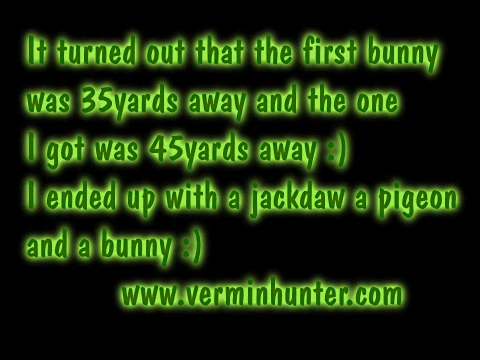 It turned out that the first bunny
was 35yards away and the one
I got was 45yards away :)
I ended up with a jackdaw a pigeon
and a bunny :)
www.verminhunter.com